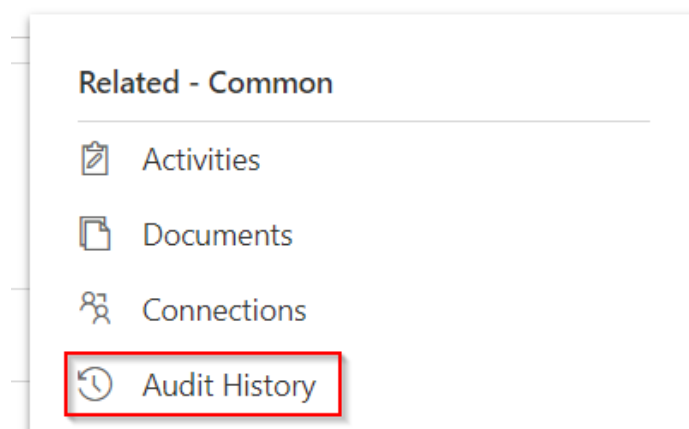 Related - Common
Activities
Documents
Connections
Audit History